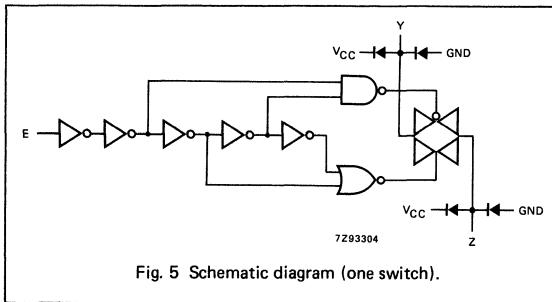 Y
VCC
GND
E
VCC
GND
7Z93304
Z
Fig. 5 Schematic diagram (one switch).